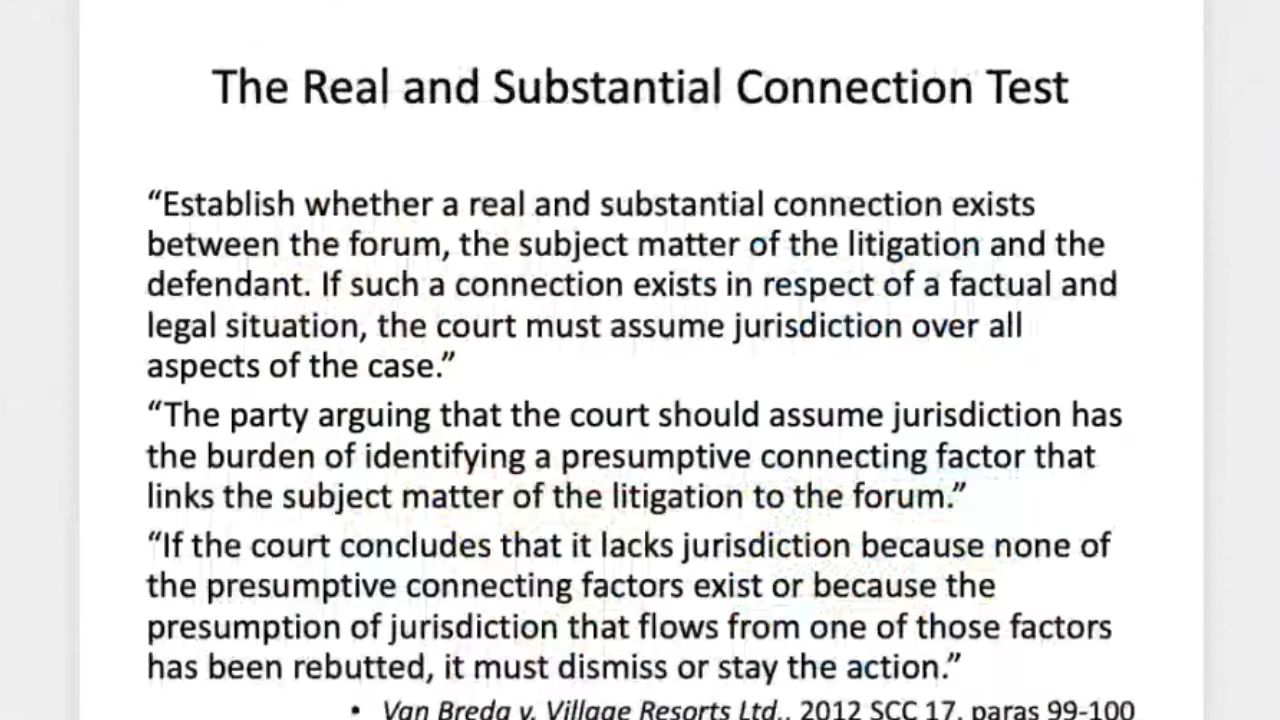 The Real and Substantial Connection Test
“Establish whether a real and substantial connection exists
between the forum, the subject matter of the litigation and the
defendant. If such a connection exists in respect of a factual and
legal situation, the court must assume jurisdiction over all
aspects of the case.”
“The party arguing that the court should assume jurisdiction has
the burden of identifying a presumptive connecting factor that
links the subject matter of the litigation to the forum.”
“If the court concludes that it lacks jurisdiction because none of
the presumptive connecting factors exist or because the
presumption of jurisdiction that flows from one of those factors
has been rebutted, it must dismiss or stay the action.”
• Van Breda v. Village Resorts Ltd., 2012 SCC 17, paras 99-100